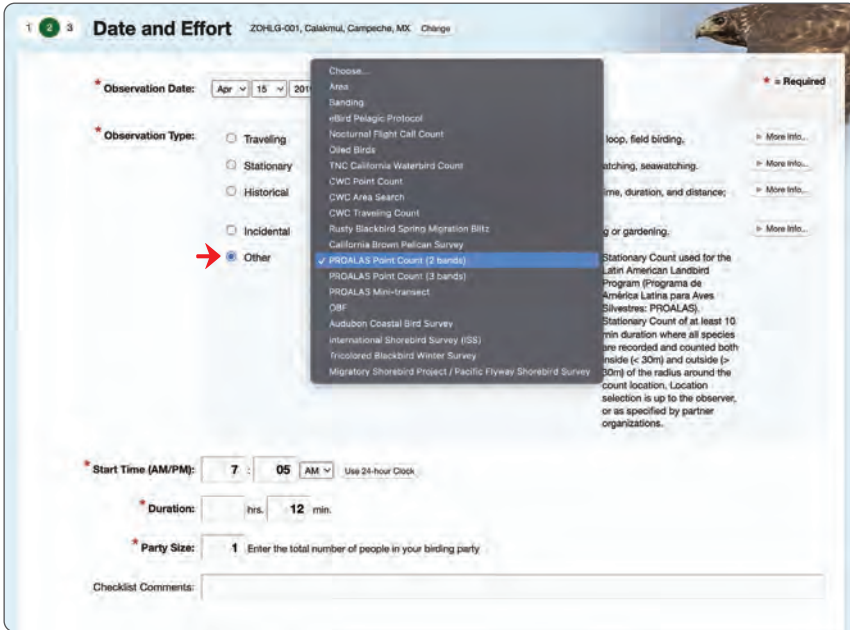 1 2 3 Date and Effort ZOHLG-001, Calakmul, Campeche, MX Change
* = Required
* Observation Date: Apr 15 201
* Observation Type:
Traveling loop, field birding. More Info...
Stationary atching, seawatching. More Info...
Historical ime, duration, and distance; More Info...
Incidental g or gardening. More Info...
Other
Choose...
Area
Banding
eBird Pelagic Protocol
Nocturnal Flight Call Count
Oiled Birds
TNC California Waterbird Count
CWC Point Count
CWC Area Search
CWC Traveling Count
Rusty Blackbird Spring Migration Blitz
California Brown Pelican Survey
✓ PROALAS Point Count (2 bands)
PROALAS Point Count (3 bands)
PROALAS Mini-transect
OBF
Audubon Coastal Bird Survey
International Shorebird Survey (ISS)
Tricolored Blackbird Winter Survey
Migratory Shorebird Project / Pacific Flyway Shorebird Survey
Stationary Count used for the
Latin American Landbird
Program (Programa de
América Latina para Aves
Silvestres: PROALAS).
Stationary Count of at least 10
min duration where all species
are recorded and counted both
inside (< 30m) and outside (>
30m) of the radius around the
count location. Location
selection is up to the observer,
or as specified by partner
organizations.
* Start Time (AM/PM): 7 : 05 AM Use 24-hour Clock
* Duration: hrs. 12 min.
* Party Size: 1 Enter the total number of people in your birding party
Checklist Comments: